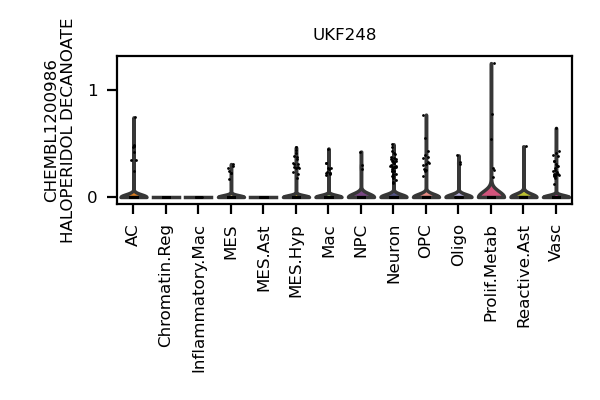 UKF248
CHEMBL1200986
HALOPERIDOL DECANOATE
1
0
AC
Chromatin.Reg
Inflammatory.Mac
MES
MES.Ast
MES.Hyp
Mac
NPC
Neuron
OPC
Oligo
Prolif.Metab
Reactive.Ast
Vasc